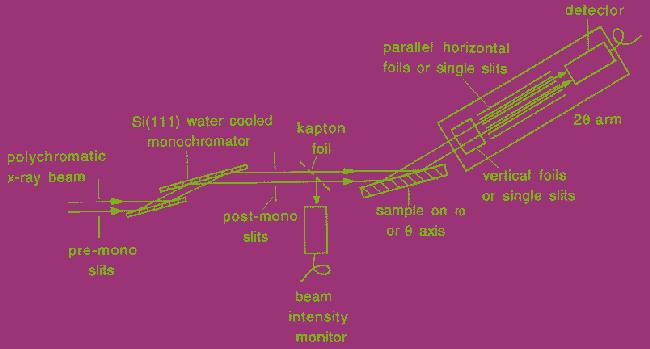 detector
parallel horizontal
foils or single slits
Si(111) water cooled
monochromator
kapton
foil
2θ arm
polychromatic
x-ray beam
vertical foils
or single slits
post-mono
slits
sample on ω
or θ axis
pre-mono
slits
beam
intensity
monitor